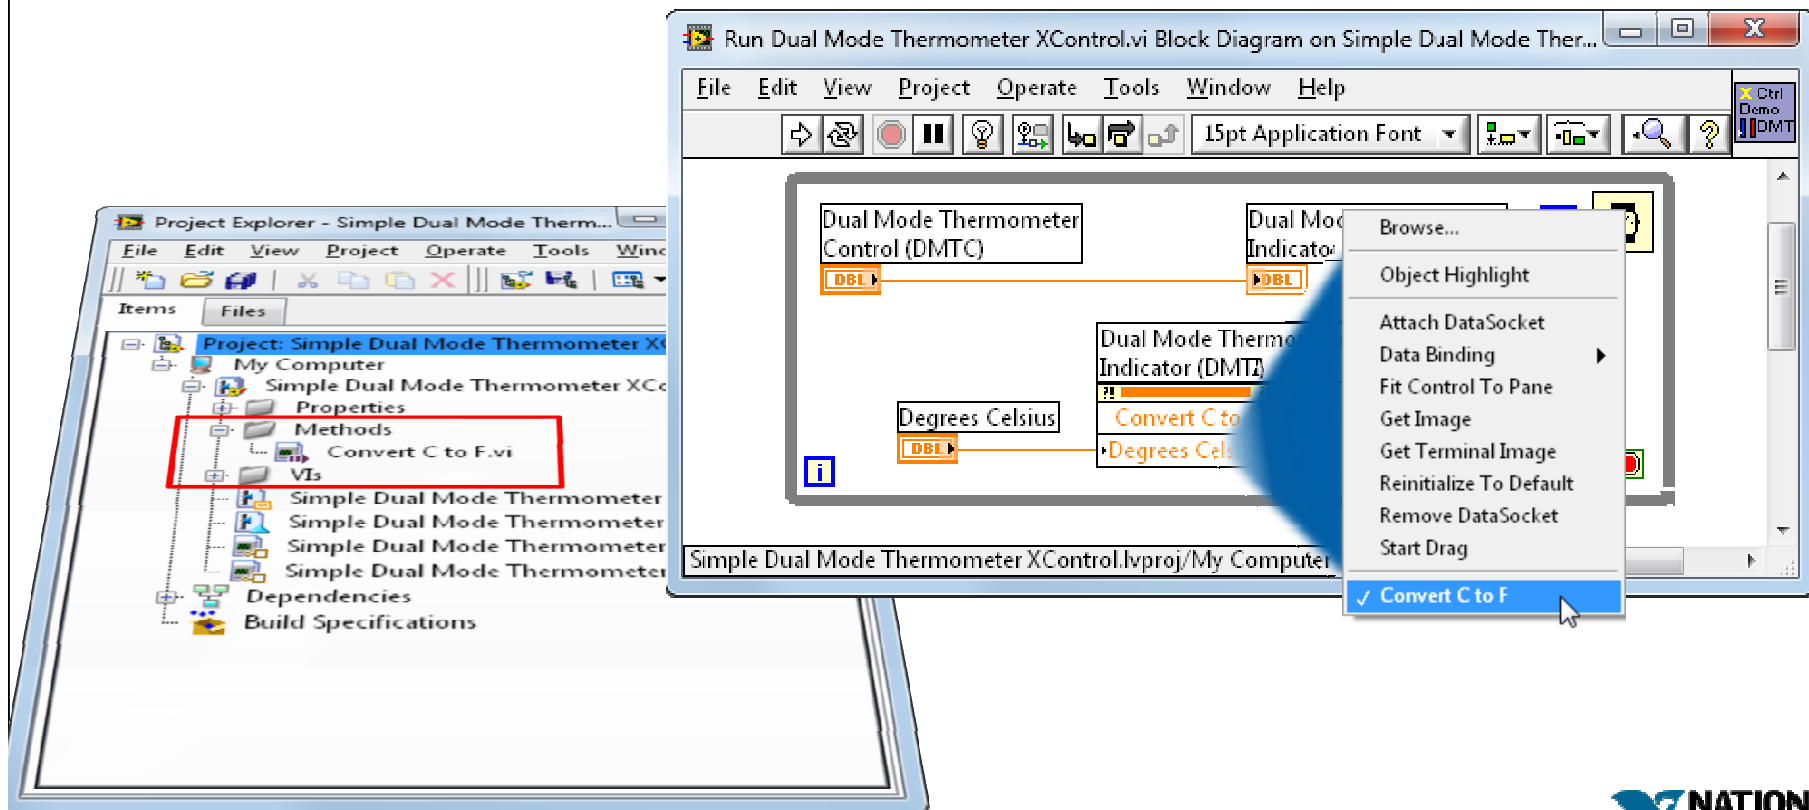 Run Dual Mode Thermometer XControl.vi Block Diagram on Simple Dual Mode Ther...
File Edit View Project Operate Tools Window Help
X Ctrl
Demo
DMT
15pt Application Font
Dual Mode Thermometer
Control (DMTC)
DBL
Dual Mod
Indicator
DBL
Dual Mode Thermo
Indicator (DMTI)
Convert C to
Degrees Cels
Degrees Celsius
DBL
i
Simple Dual Mode Thermometer XControl.lvproj/My Computer
Browse...
Object Highlight
Attach DataSocket
Data Binding
Fit Control To Pane
Get Image
Get Terminal Image
Reinitialize To Default
Remove DataSocket
Start Drag
Convert C to F
Project Explorer - Simple Dual Mode Therm...
File Edit View Project Operate Tools Wind
Items Files
Project: Simple Dual Mode Thermometer XC
My Computer
Simple Dual Mode Thermometer XCo
Properties
Methods
Convert C to F.vi
VIs
Simple Dual Mode Thermometer
Simple Dual Mode Thermometer
Simple Dual Mode Thermometer
Simple Dual Mode Thermometer
Dependencies
Build Specifications
NATION